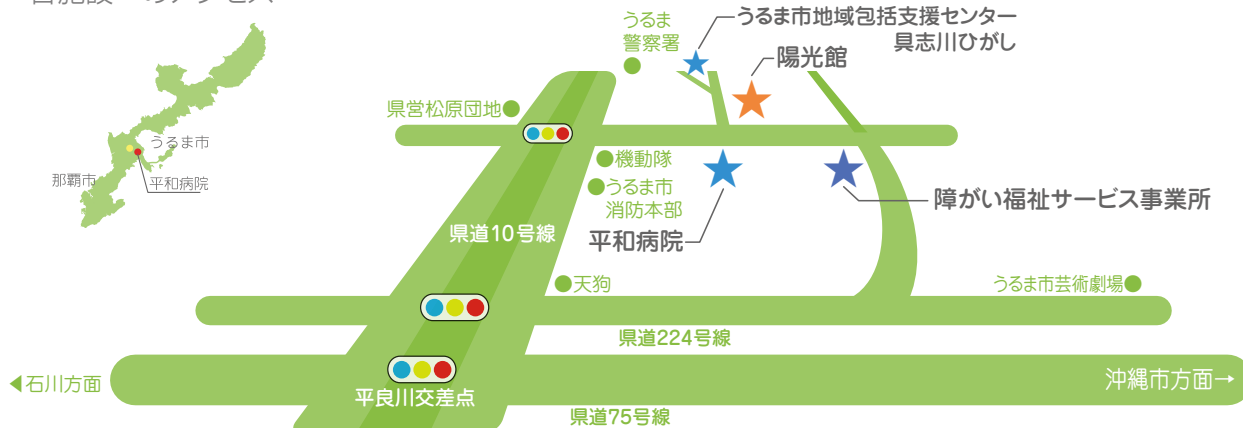 うるま市地域包括支援センター
具志川ひがし
うるま
警察署
陽光館
県営松原団地
うるま市
那覇市
平和病院
機動隊
うるま市
消防本部
障がい福祉サービス事業所
県道10号線
平和病院
天狗
うるま市芸術劇場
県道224号線
◀石川方面
沖縄市方面→
平良川交差点
県道75号線